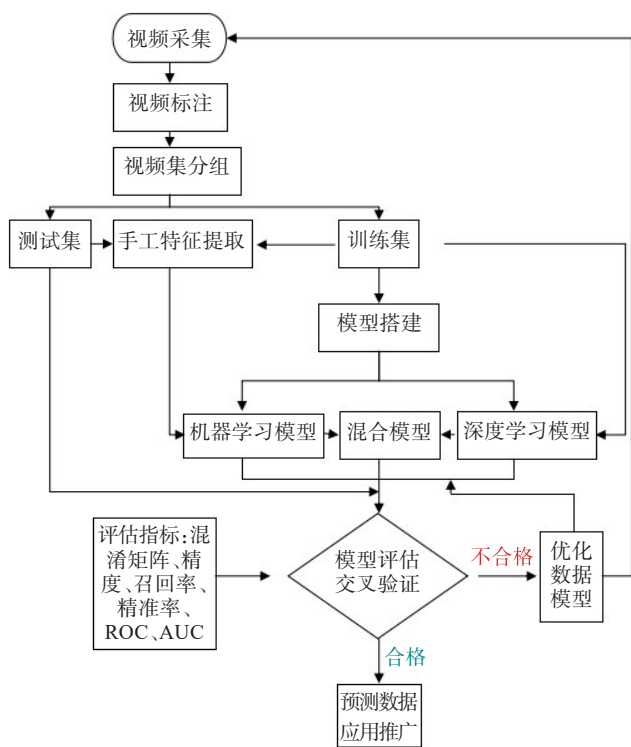 视频采集
视频标注
视频集分组
测试集
手工特征提取
训练集
模型搭建
机器学习模型
混合模型
深度学习模型
评估指标:混
淆矩阵、精
度、召回率、
精准率、
ROC、AUC
模型评估
交叉验证
不合格
优化
数据
模型
合格
预测数据
应用推广